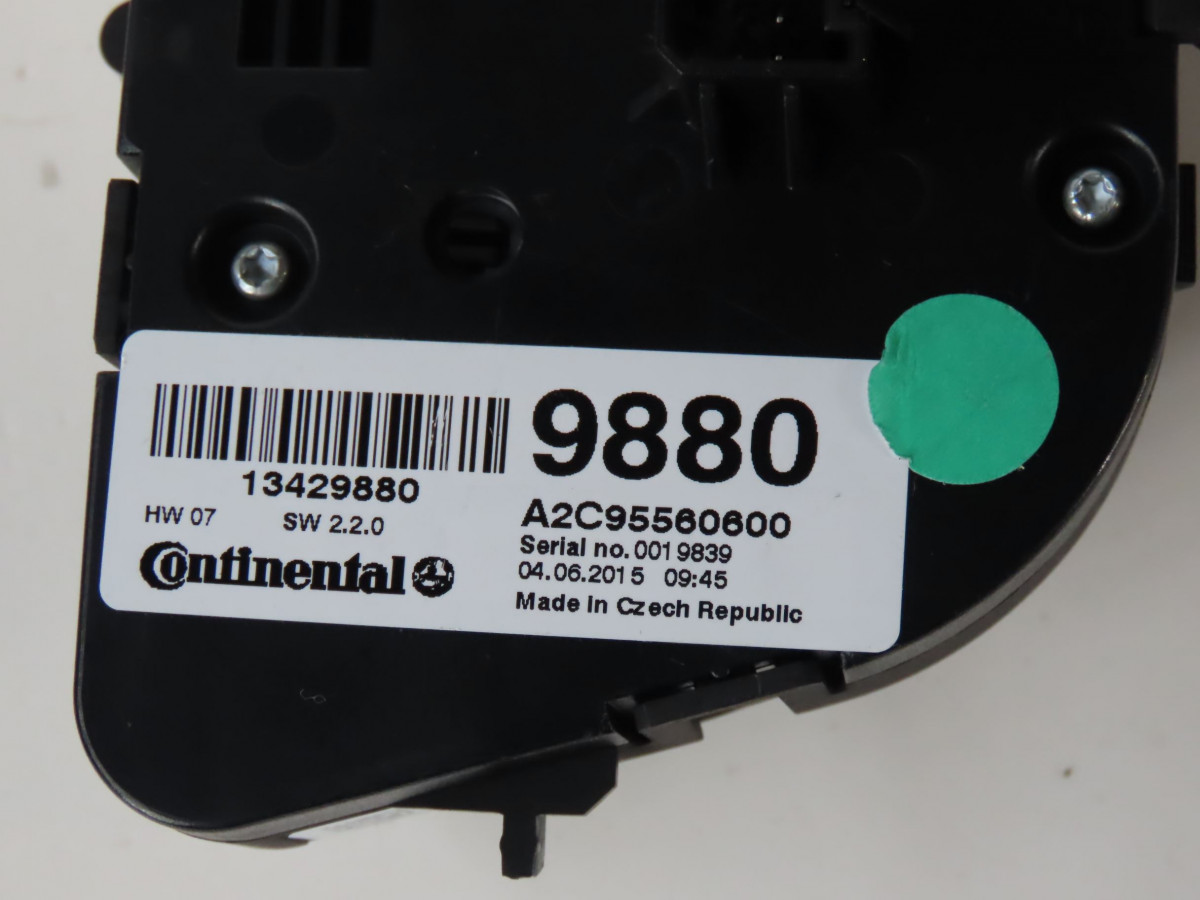 13429880
HW 07 SW 2.2.0
Continental
9880
A2C95560600
Serial no. 0019839
04.06.2015 09:45
Made in Czech Republic